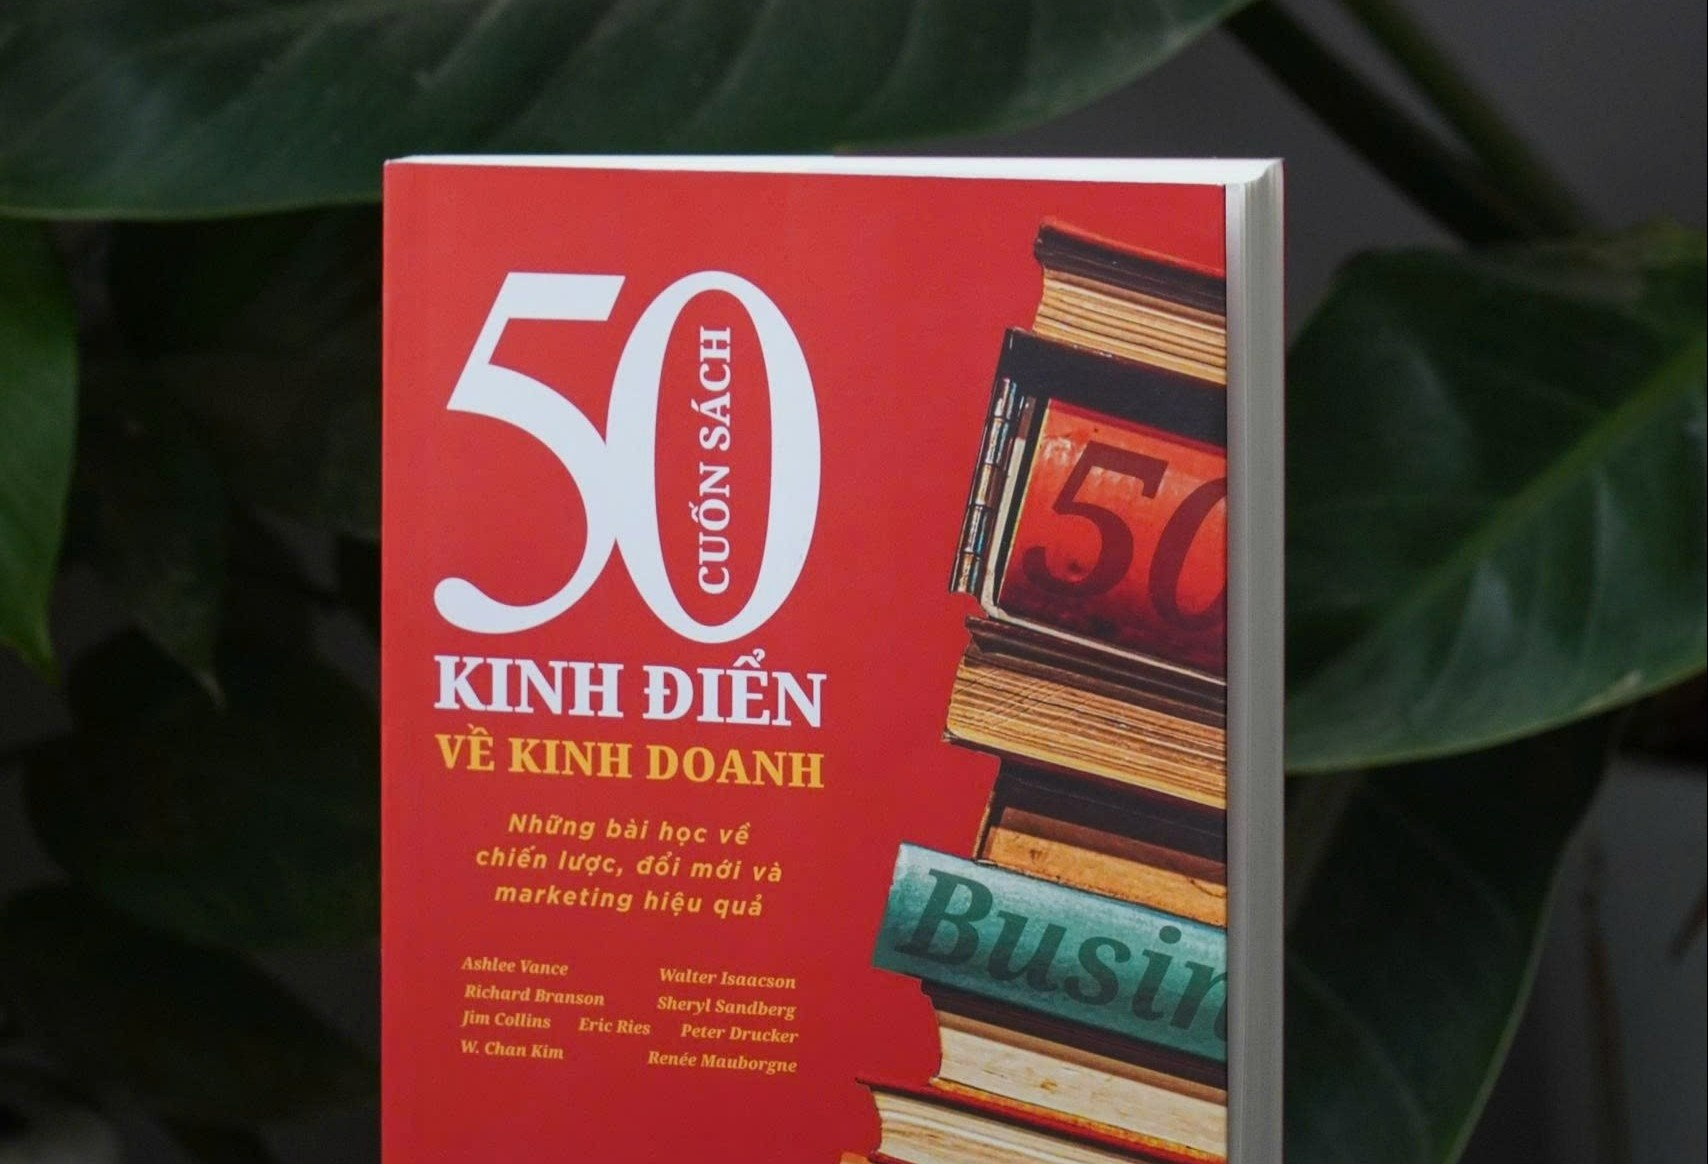 50
CUỐN SÁCH
KINH ĐIỂN
VỀ KINH DOANH
Những bài học về
chiến lược, đổi mới và
marketing hiệu quả
Ashlee Vance Walter Isaacson
Richard Branson Sheryl Sandberg
Jim Collins Eric Ries Peter Drucker
W. Chan Kim Renée Mauborgne
50
Busin